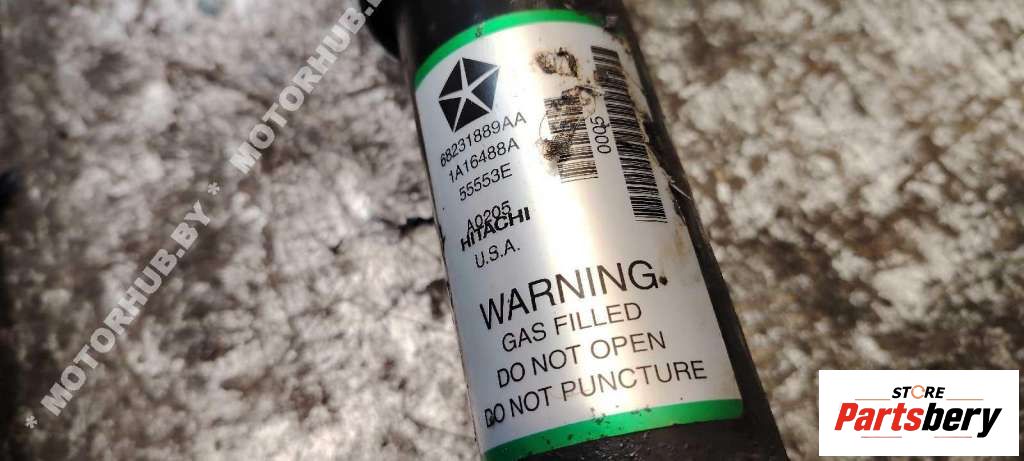 68231889AA
1A16488A
55553E
A0205
HITACHI
U.S.A.
0005
WARNING.
GAS FILLED
DO NOT OPEN
DO NOT PUNCTURE
* MOTORHUB.BY * MOTORHUB.
STORE
Partsbery